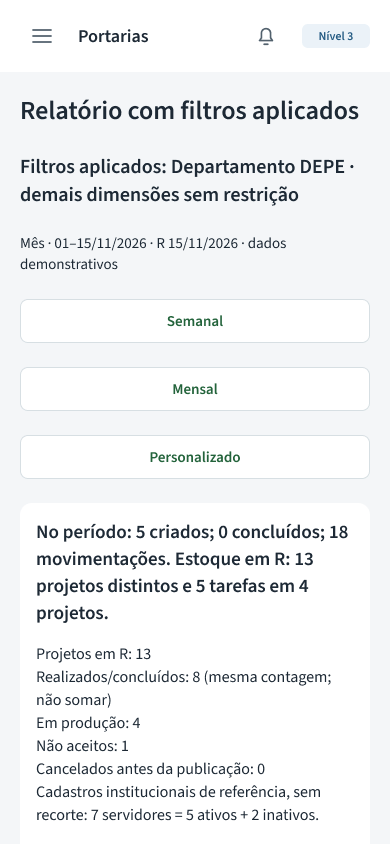 Portarias
Nível 3
Relatório com filtros aplicados
Filtros aplicados: Departamento DEPE ·
demais dimensões sem restrição
Mês · 01–15/11/2026 · R 15/11/2026 · dados
demonstrativos
Semanal
Mensal
Personalizado
No período: 5 criados; 0 concluídos; 18
movimentações. Estoque em R: 13
projetos distintos e 5 tarefas em 4
projetos.
Projetos em R: 13
Realizados/concluídos: 8 (mesma contagem;
não somar)
Em produção: 4
Não aceitos: 1
Cancelados antes da publicação: 0
Cadastros institucionais de referência, sem
recorte: 7 servidores = 5 ativos + 2 inativos.